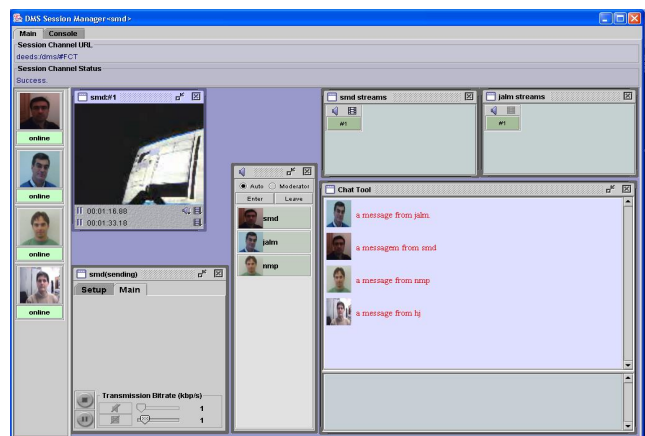 DMS Session Manager<smd>
Main Console
Session Channel URL
deeds:/dms/#FCT
Session Channel Status
Success.
online
online
online
online
smd:#1
00:01:16.88
00:01:33.18
smd(sending)
Setup Main
Transmission Bitrate (kbp/s)
1
1
Auto Moderator
Enter Leave
smd
jalm
nmp
smd streams
#1
jalm streams
#1
Chat Tool
a message from jalm
a messagem from smd
a message from nmp
a message from hj